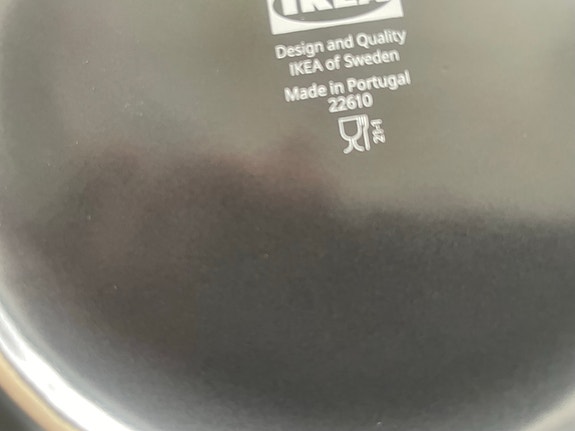 IKEA
Design and Quality
IKEA of Sweden
Made in Portugal
22610